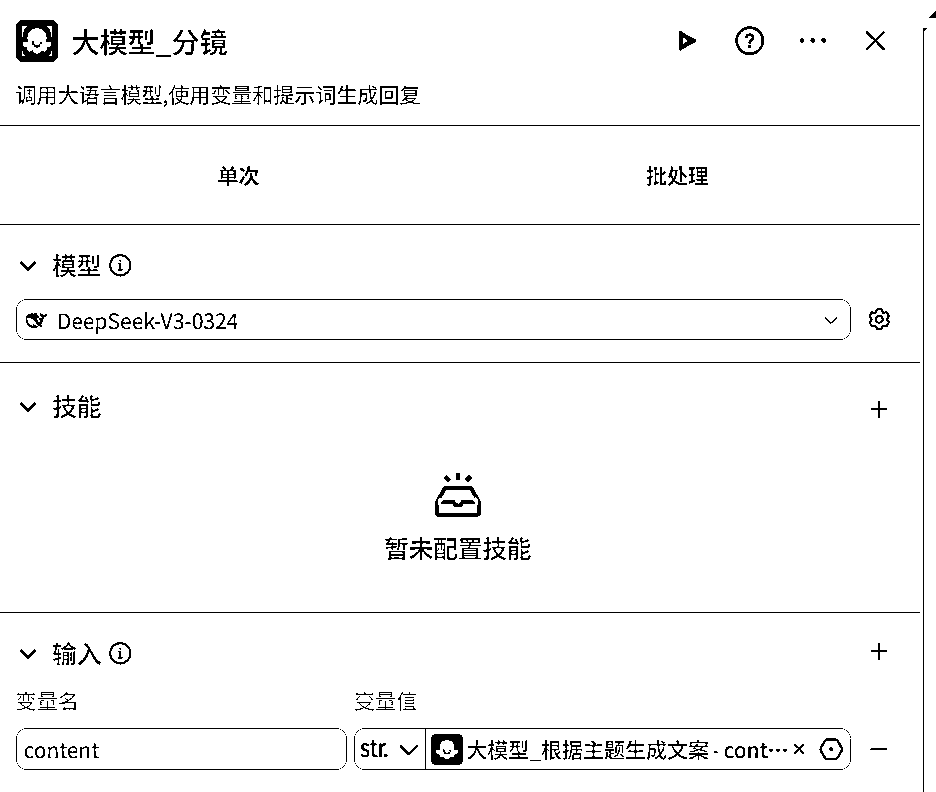 大模型_分镜
调用大语言模型,使用变量和提示词生成回复
单次 批处理
模型
DeepSeek-V3-0324
技能
暂未配置技能
输入
变量名 变量值
content str. 大模型_根据主题生成文案 - cont···